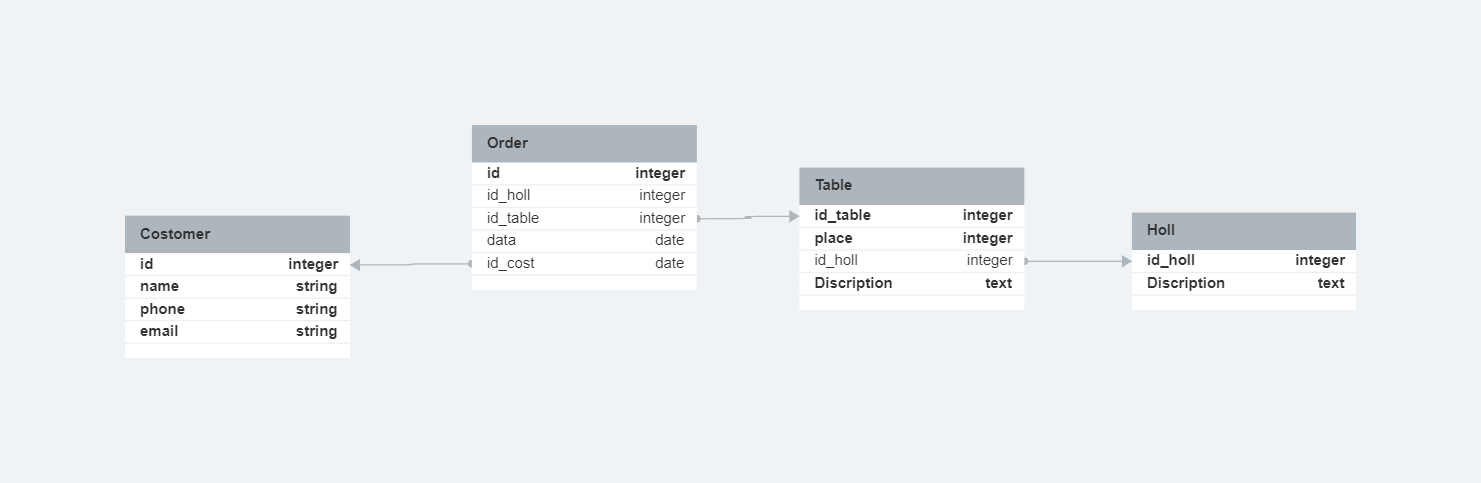 Costomer
id integer
name string
phone string
email string
Order
id integer
id_holl integer
id_table integer
data date
id_cost date
Table
id_table integer
place integer
id_holl integer
Discription text
Holl
id_holl integer
Discription text